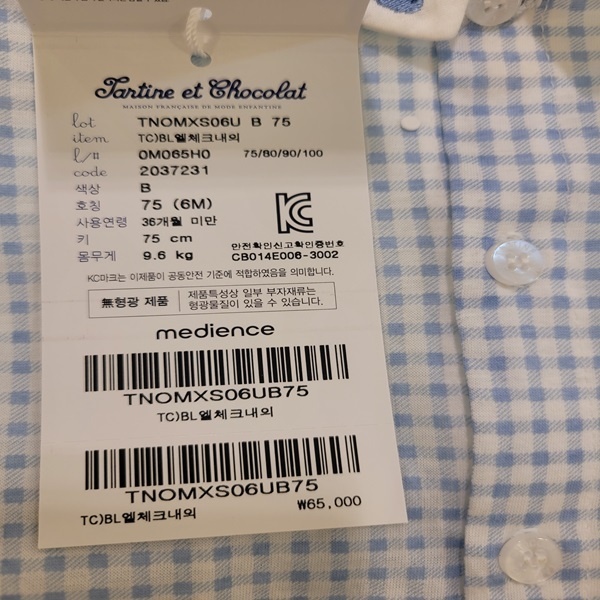 Tartine et Chocolat
MAISON FRANÇAISE DE MODE ENFANTINE
lot TNOMXS06U B 75
item TC)BL엘체크내의
l/# 0M065H0 75/80/90/100
code 2037231
색상 B
호칭 75 (6M)
사용연령 36개월 미만
키 75 cm
몸무게 9.6 kg
안전확인신고확인증번호
CB014E006-3002
KC마크는 이제품이 공통안전 기준에 적합하였음을 의미합니다.
無형광 제품 제품특성상 일부 부자재류는
형광물질이 있을 수 있습니다.
medience
TNOMXS06UB75
TC)BL엘체크내의
TNOMXS06UB75
TC)BL엘체크내의 ₩65,000